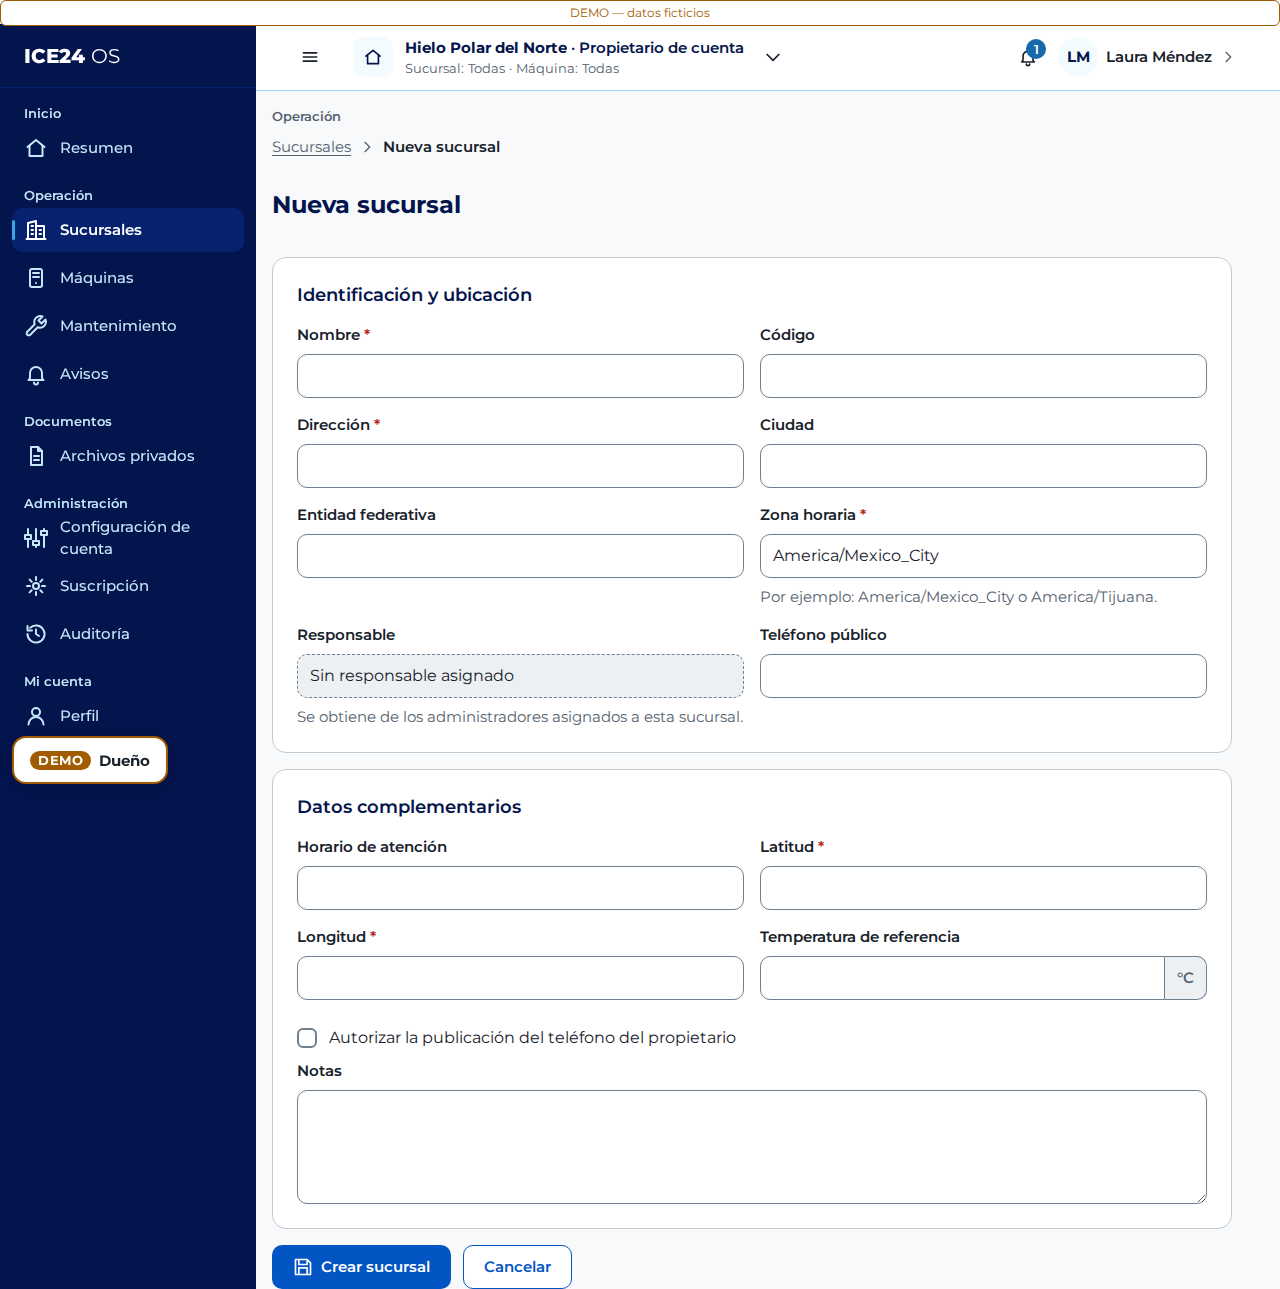 DEMO — datos ficticios
ICE24 OS
Hielo Polar del Norte · Propietario de cuenta
Sucursal: Todas · Máquina: Todas
1
LM
Laura Méndez
Inicio
Resumen
Operación
Sucursales
Máquinas
Mantenimiento
Avisos
Documentos
Archivos privados
Administración
Configuración de
cuenta
Suscripción
Auditoría
Mi cuenta
Perfil
DEMO Dueño
Operación
Sucursales
Nueva sucursal
Nueva sucursal
Identificación y ubicación
Nombre *
Código
Dirección *
Ciudad
Entidad federativa
Zona horaria *
America/Mexico_City
Por ejemplo: America/Mexico_City o America/Tijuana.
Responsable
Sin responsable asignado
Se obtiene de los administradores asignados a esta sucursal.
Teléfono público
Datos complementarios
Horario de atención
Latitud *
Longitud *
Temperatura de referencia
°C
Autorizar la publicación del teléfono del propietario
Notas
Crear sucursal
Cancelar